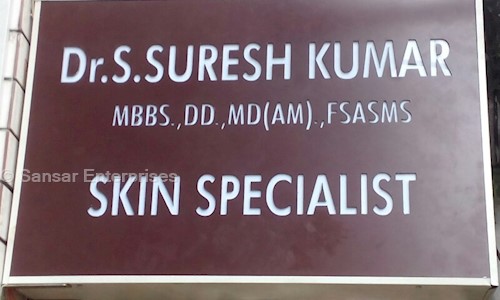 Dr.S.SURESH KUMAR
MBBS.,DD.,MD(AM).,FSASMS
© Sansar Enterprises
SKIN SPECIALIST